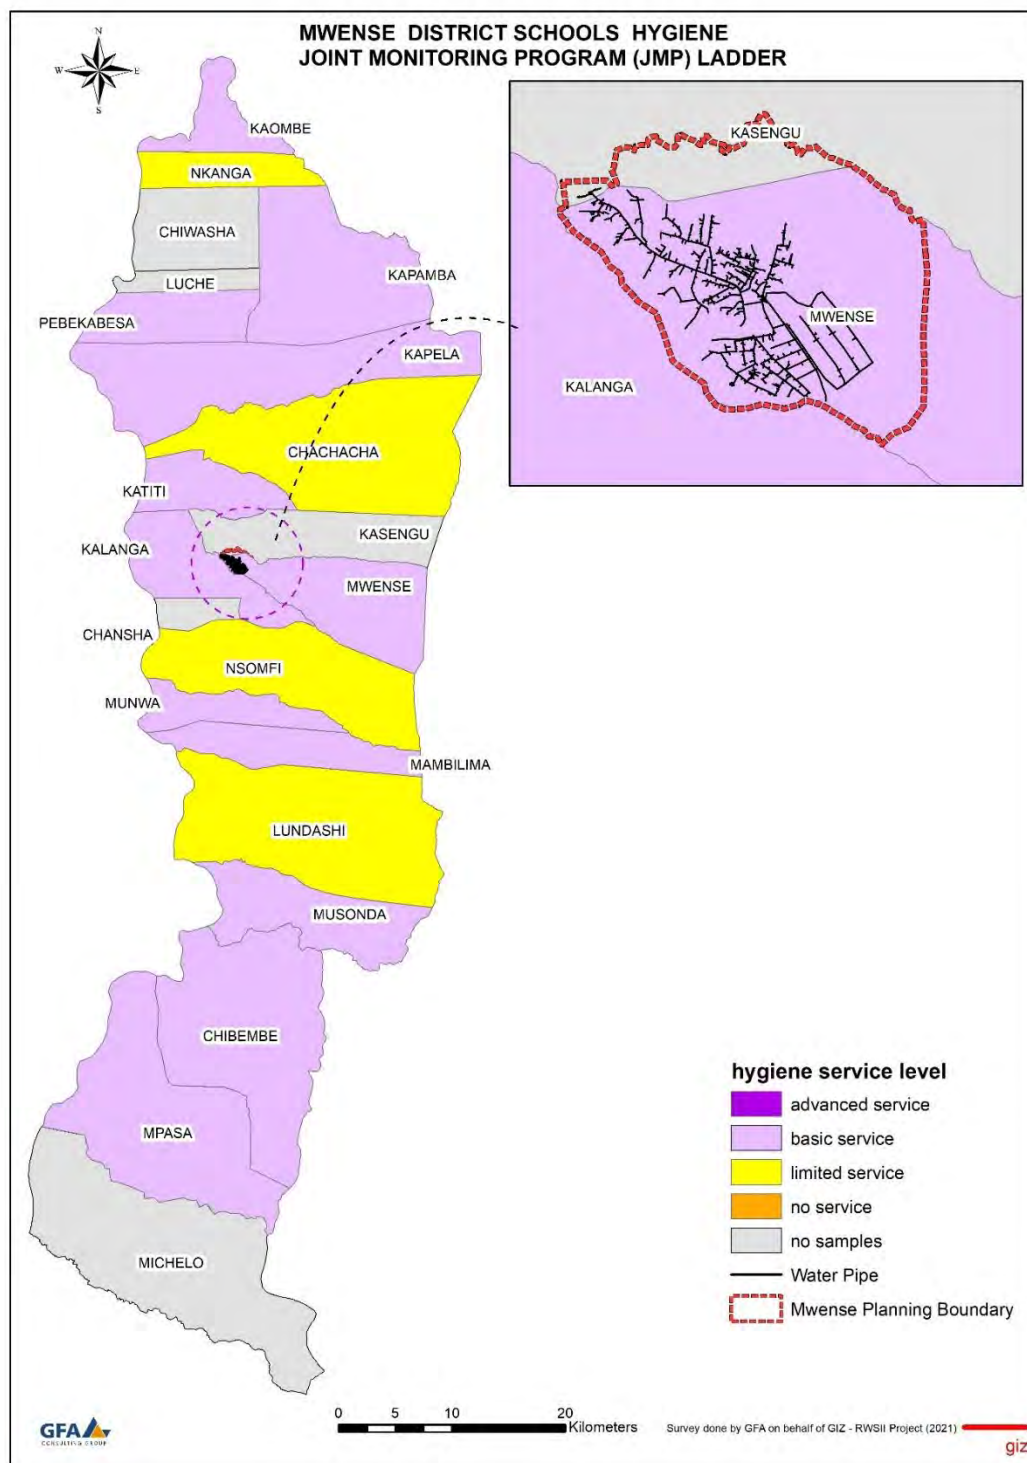 MWENSE DISTRICT SCHOOLS HYGIENE
JOINT MONITORING PROGRAM (JMP) LADDER
N
W
E
S
KAOMBE
NKANGA
CHIWASHA
LUCHE
KAPAMBA
PEBEKABESA
KAPELA
CHACHACHA
KATITI
KASENGU
KALANGA
MWENSE
CHANSHA
NSOMFI
MUNWA
MAMBILIMA
LUNDASHI
MUSONDA
CHIBEMBE
MPASA
MICHELO
KASENGU
MWENSE
KALANGA
hygiene service level
advanced service
basic service
limited service
no service
no samples
Water Pipe
Mwense Planning Boundary
GFA
CONSULTING GROUP
0 5 10 20
Kilometers
Survey done by GFA on behalf of GIZ - RWSII Project (2021)
giz